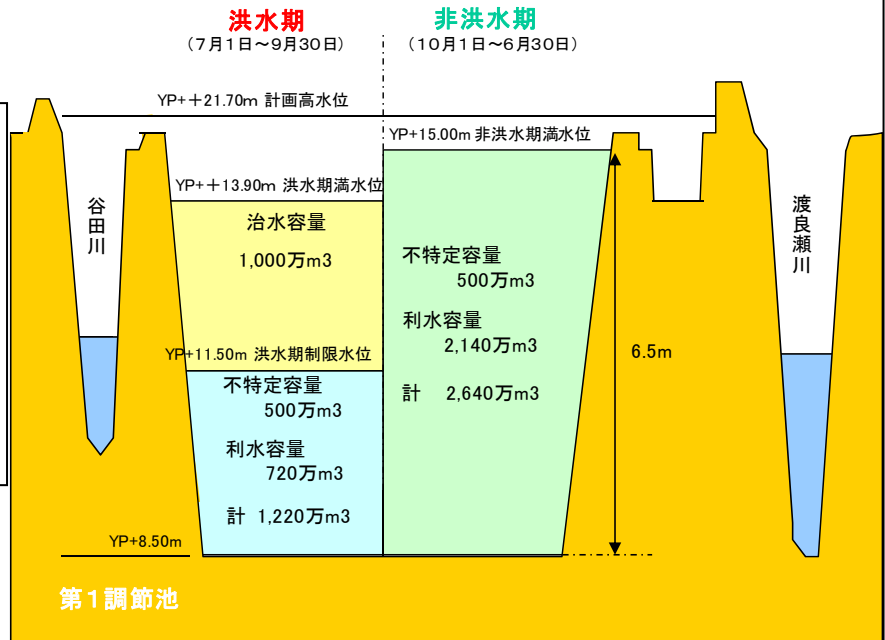 洪水期
(7月1日～9月30日)
非洪水期
(10月1日～6月30日)
YP+＋21.70m 計画高水位
YP+15.00m 非洪水期満水位
YP+＋13.90m 洪水期満水位
谷田川
渡良瀬川
治水容量
1,000万m3
不特定容量
500万m3
利水容量
2,140万m3
計 2,640万m3
6.5m
YP+11.50m 洪水期制限水位
不特定容量
500万m3
利水容量
720万m3
計 1,220万m3
YP+8.50m
第1調節池